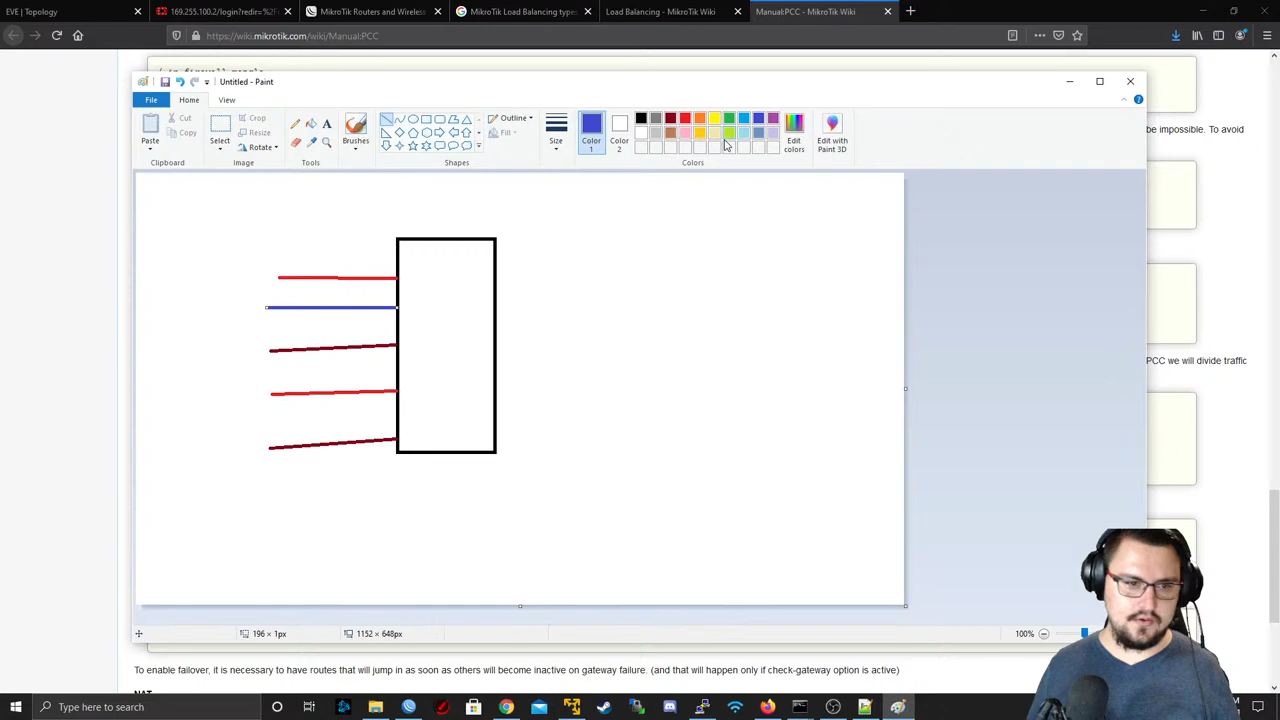 EVE | Topology
169.255.100.2/login?redir=%2F
MikroTik Routers and Wireless
MikroTik Load Balancing types
Load Balancing - MikroTik Wiki
Manual:PCC - MikroTik Wiki
https://wiki.mikrotik.com/wiki/Manual:PCC
/ip firewall mangle
Untitled - Paint
File
Home
View
Paste
Cut
Copy
Clipboard
Select
Crop
Resize
Rotate
Image
Tools
Brushes
Shapes
Outline
Fill
Size
Color 1
Color 2
Colors
Edit colors
Edit with Paint 3D
be impossible. To avoid
PCC we will divide traffic
196 × 1px
1152 × 648px
100%
To enable failover, it is necessary to have routes that will jump in as soon as others will become inactive on gateway failure. (and that will happen only if check-gateway option is active)
NAT
Type here to search